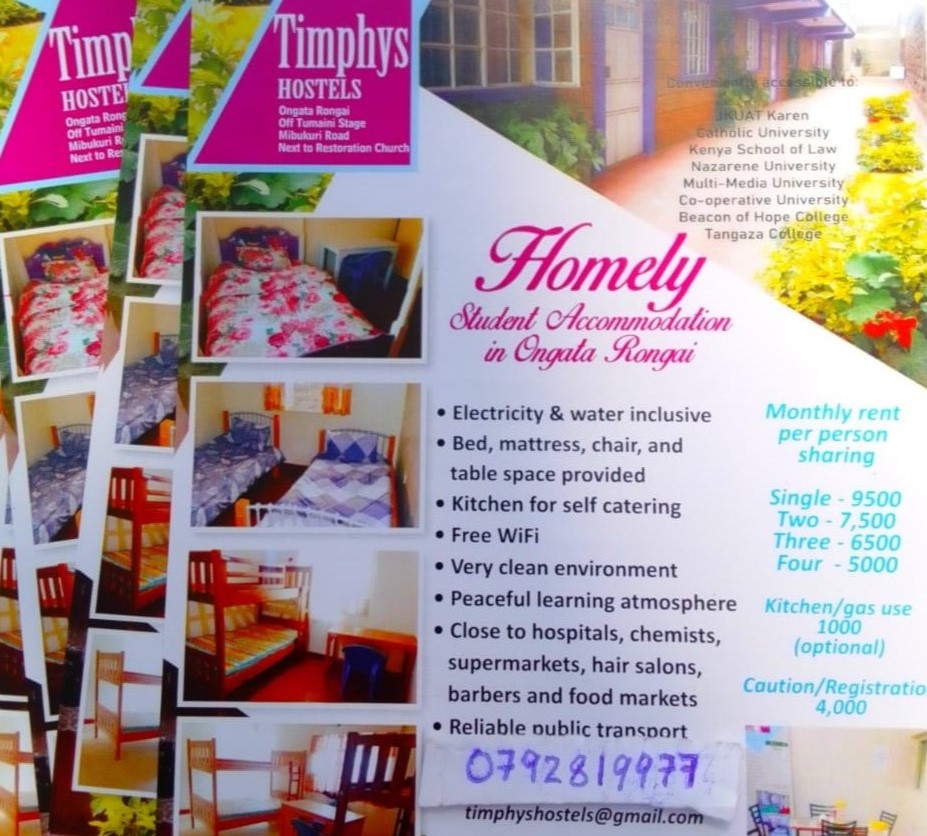 Timp
HOSTEL
Ongata Rong
Off Tumaini
Mibukuri R
Next to Res
Timphys
HOSTELS
Ongata Rongai
Off Tumaini Stage
Mibukuri Road
Next to Restoration Church
Conveniently accessible to:
JKUAT Karen
Catholic University
Kenya School of Law
Nazarene University
Multi-Media University
Co-operative University
Beacon of Hope College
Tangaza College
Homely
Student Accommodation
in Ongata Rongai
• Electricity & water inclusive
• Bed, mattress, chair, and
table space provided
• Kitchen for self catering
• Free WiFi
• Very clean environment
• Peaceful learning atmosphere
• Close to hospitals, chemists,
supermarkets, hair salons,
barbers and food markets
• Reliable public transport
Monthly rent
per person
sharing
Single - 9500
Two - 7,500
Three - 6500
Four - 5000
Kitchen/gas use
1000
(optional)
Caution/Registratio
4,000
0792819977
timphyshostels@gmail.com